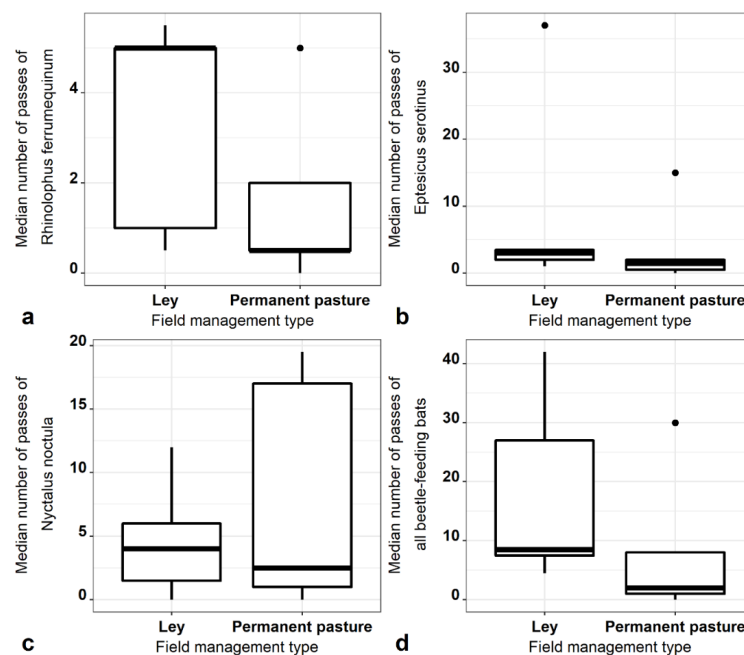 Median number of passes of
Rhinolophus ferrumequinum
4
2
0
Ley
Permanent pasture
a
Field management type
Median number of passes of
Eptesicus serotinus
30
20
10
0
Ley
Permanent pasture
b
Field management type
Median number of passes of
Nyctalus noctula
20
15
10
5
0
Ley
Permanent pasture
c
Field management type
Median number of passes of
all beetle-feeding bats
40
30
20
10
0
Ley
Permanent pasture
d
Field management type